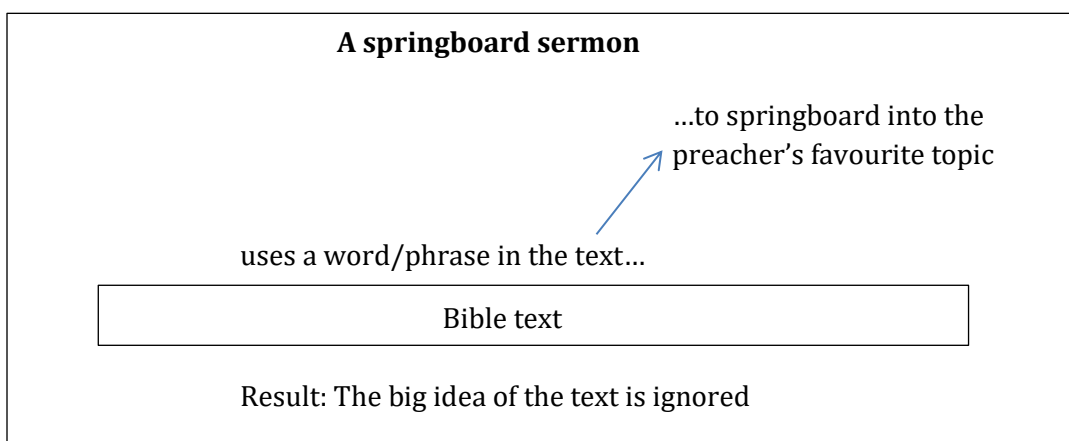 A springboard sermon
…to springboard into the
preacher’s favourite topic
uses a word/phrase in the text…
Bible text
Result: The big idea of the text is ignored